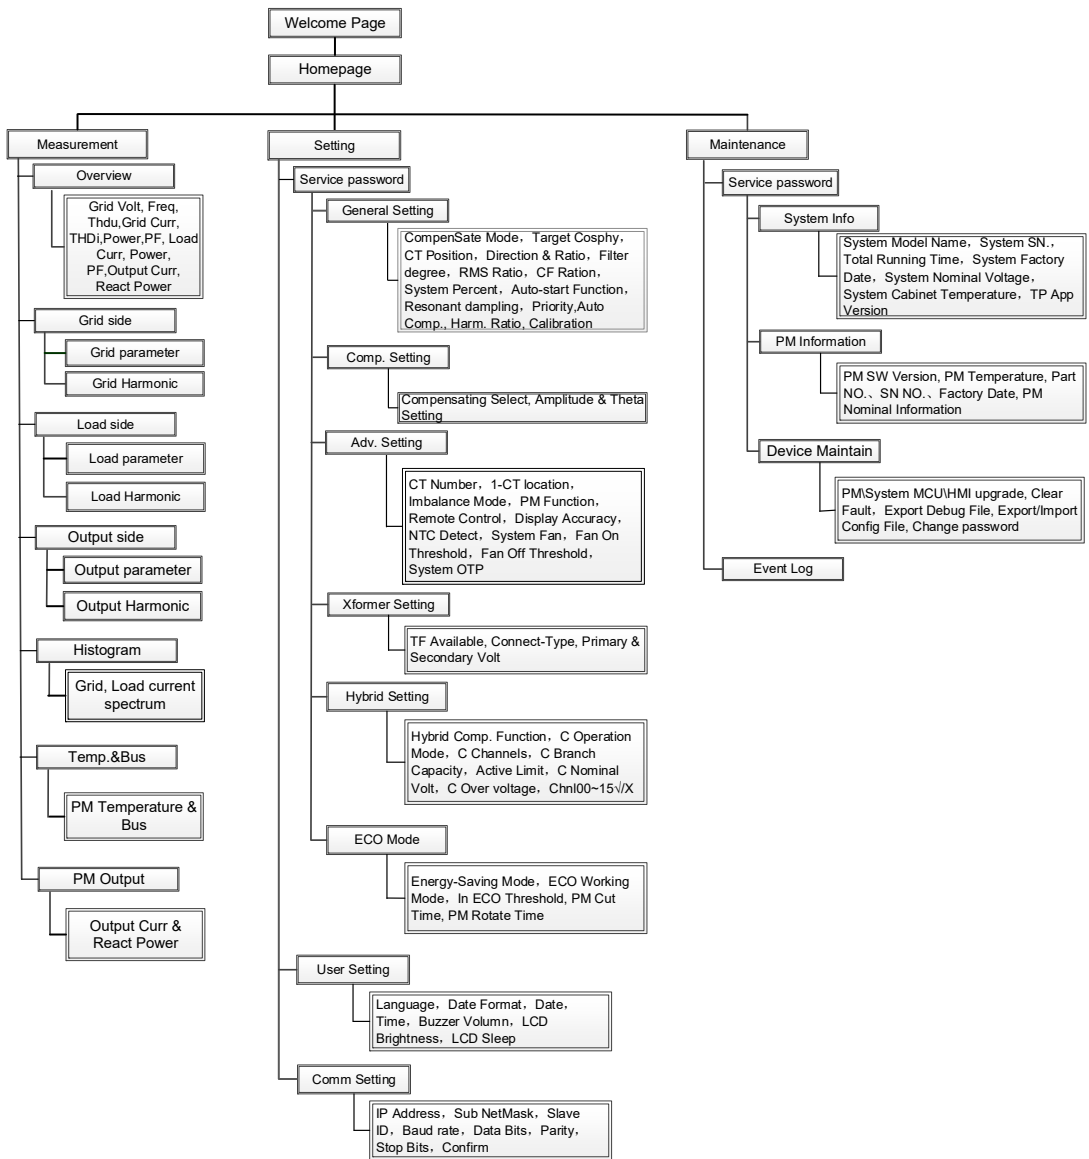 Welcome Page
Homepage
Measurement
Overview
Grid Volt, Freq,
Thdu,Grid Curr,
THDi,Power,PF, Load
Curr, Power,
PF,Output Curr,
React Power
Grid side
Grid parameter
Grid Harmonic
Load side
Load parameter
Load Harmonic
Output side
Output parameter
Output Harmonic
Histogram
Grid, Load current
spectrum
Temp.&Bus
PM Temperature &
Bus
PM Output
Output Curr &
React Power
Setting
Service password
General Setting
CompenSate Mode，Target Cosphy，
CT Position，Direction & Ratio，Filter
degree，RMS Ratio，CF Ration，
System Percent，Auto-start Function，
Resonant dampling，Priority,Auto
Comp., Harm. Ratio, Calibration
Comp. Setting
Compensating Select, Amplitude & Theta
Setting
Adv. Setting
CT Number，1-CT location，
Imbalance Mode，PM Function，
Remote Control，Display Accuracy，
NTC Detect，System Fan，Fan On
Threshold，Fan Off Threshold，
System OTP
Xformer Setting
TF Available, Connect-Type, Primary &
Secondary Volt
Hybrid Setting
Hybrid Comp. Function，C Operation
Mode，C Channels，C Branch
Capacity，Active Limit，C Nominal
Volt，C Over voltage，Chnl00~15√/X
ECO Mode
Energy-Saving Mode，ECO Working
Mode，In ECO Threshold, PM Cut
Time, PM Rotate Time
User Setting
Language，Date Format，Date，
Time，Buzzer Volumn，LCD
Brightness，LCD Sleep
Comm Setting
IP Address，Sub NetMask，Slave
ID，Baud rate，Data Bits，Parity，
Stop Bits，Confirm
Maintenance
Service password
System Info
System Model Name，System SN.，
Total Running Time，System Factory
Date，System Nominal Voltage，
System Cabinet Temperature，TP App
Version
PM Information
PM SW Version, PM Temperature, Part
NO.、SN NO.、Factory Date, PM
Nominal Information
Device Maintain
PM\System MCU\HMI upgrade, Clear
Fault，Export Debug File, Export/Import
Config File, Change password
Event Log